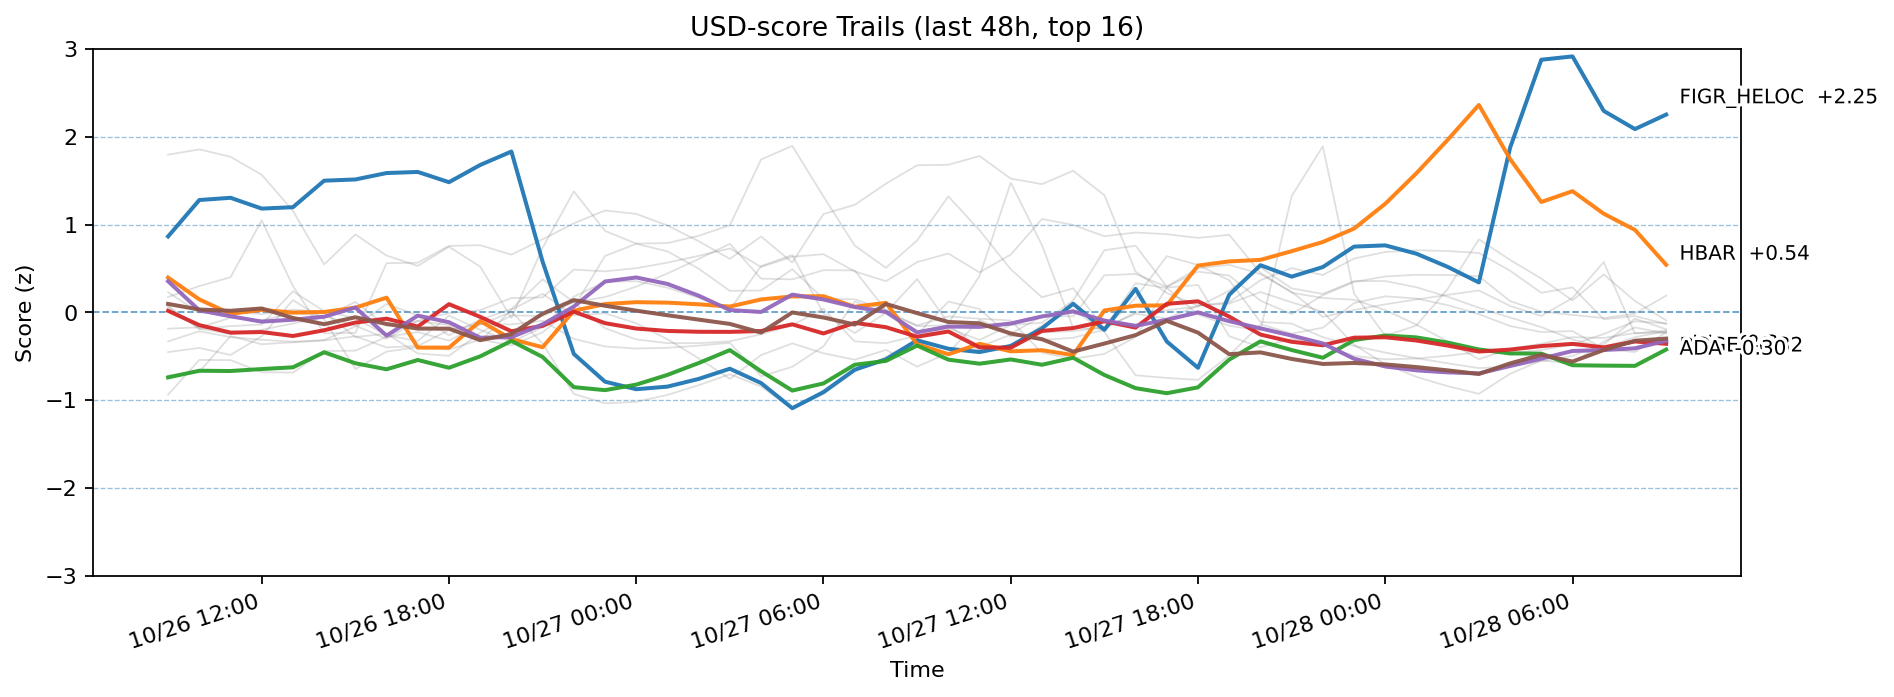 USD-score Trails (last 48h, top 16)
3
2
1
0
−1
−2
−3
Score (z)
FIGR_HELOC +2.25
HBAR +0.54
ADA −0.30
10/26 12:00
10/26 18:00
10/27 00:00
10/27 06:00
10/27 12:00
10/27 18:00
10/28 00:00
10/28 06:00
Time